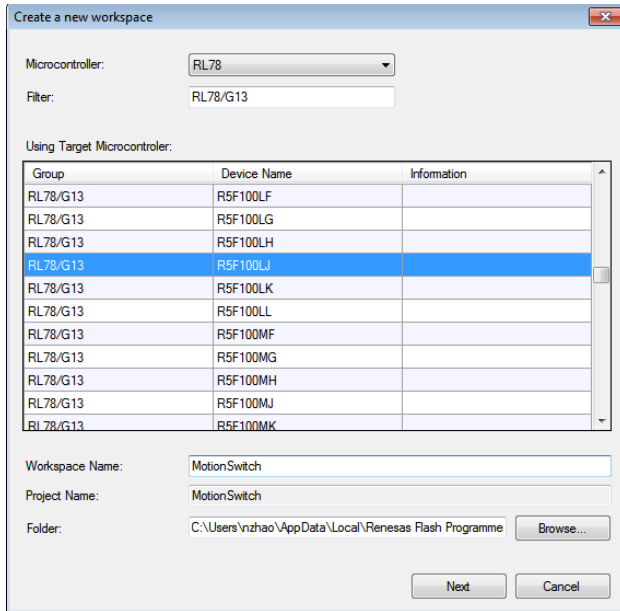 Create a new workspace
Microcontroller: RL78
Filter: RL78/G13
Using Target Microcontroler:
Group Device Name Information
RL78/G13 R5F100LF
RL78/G13 R5F100LG
RL78/G13 R5F100LH
RL78/G13 R5F100LJ
RL78/G13 R5F100LK
RL78/G13 R5F100LL
RL78/G13 R5F100MF
RL78/G13 R5F100MG
RL78/G13 R5F100MH
RL78/G13 R5F100MJ
RL78/G13 R5F100MK
Workspace Name: MotionSwitch
Project Name: MotionSwitch
Folder: C:\Users\nzhao\AppData\Local\Renesas Flash Programme Browse...
Next Cancel